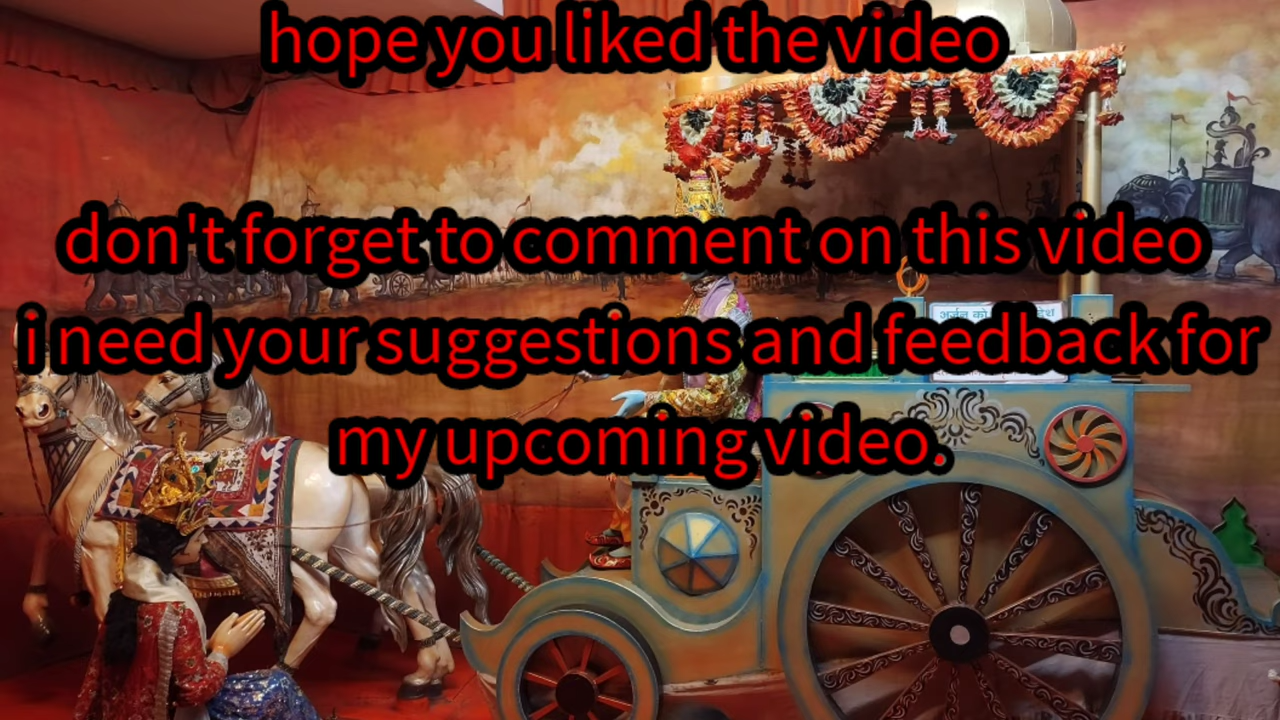 hope you liked the video
don't forget to comment on this video
i need your suggestions and feedback for
my upcoming video.
अर्जुन को